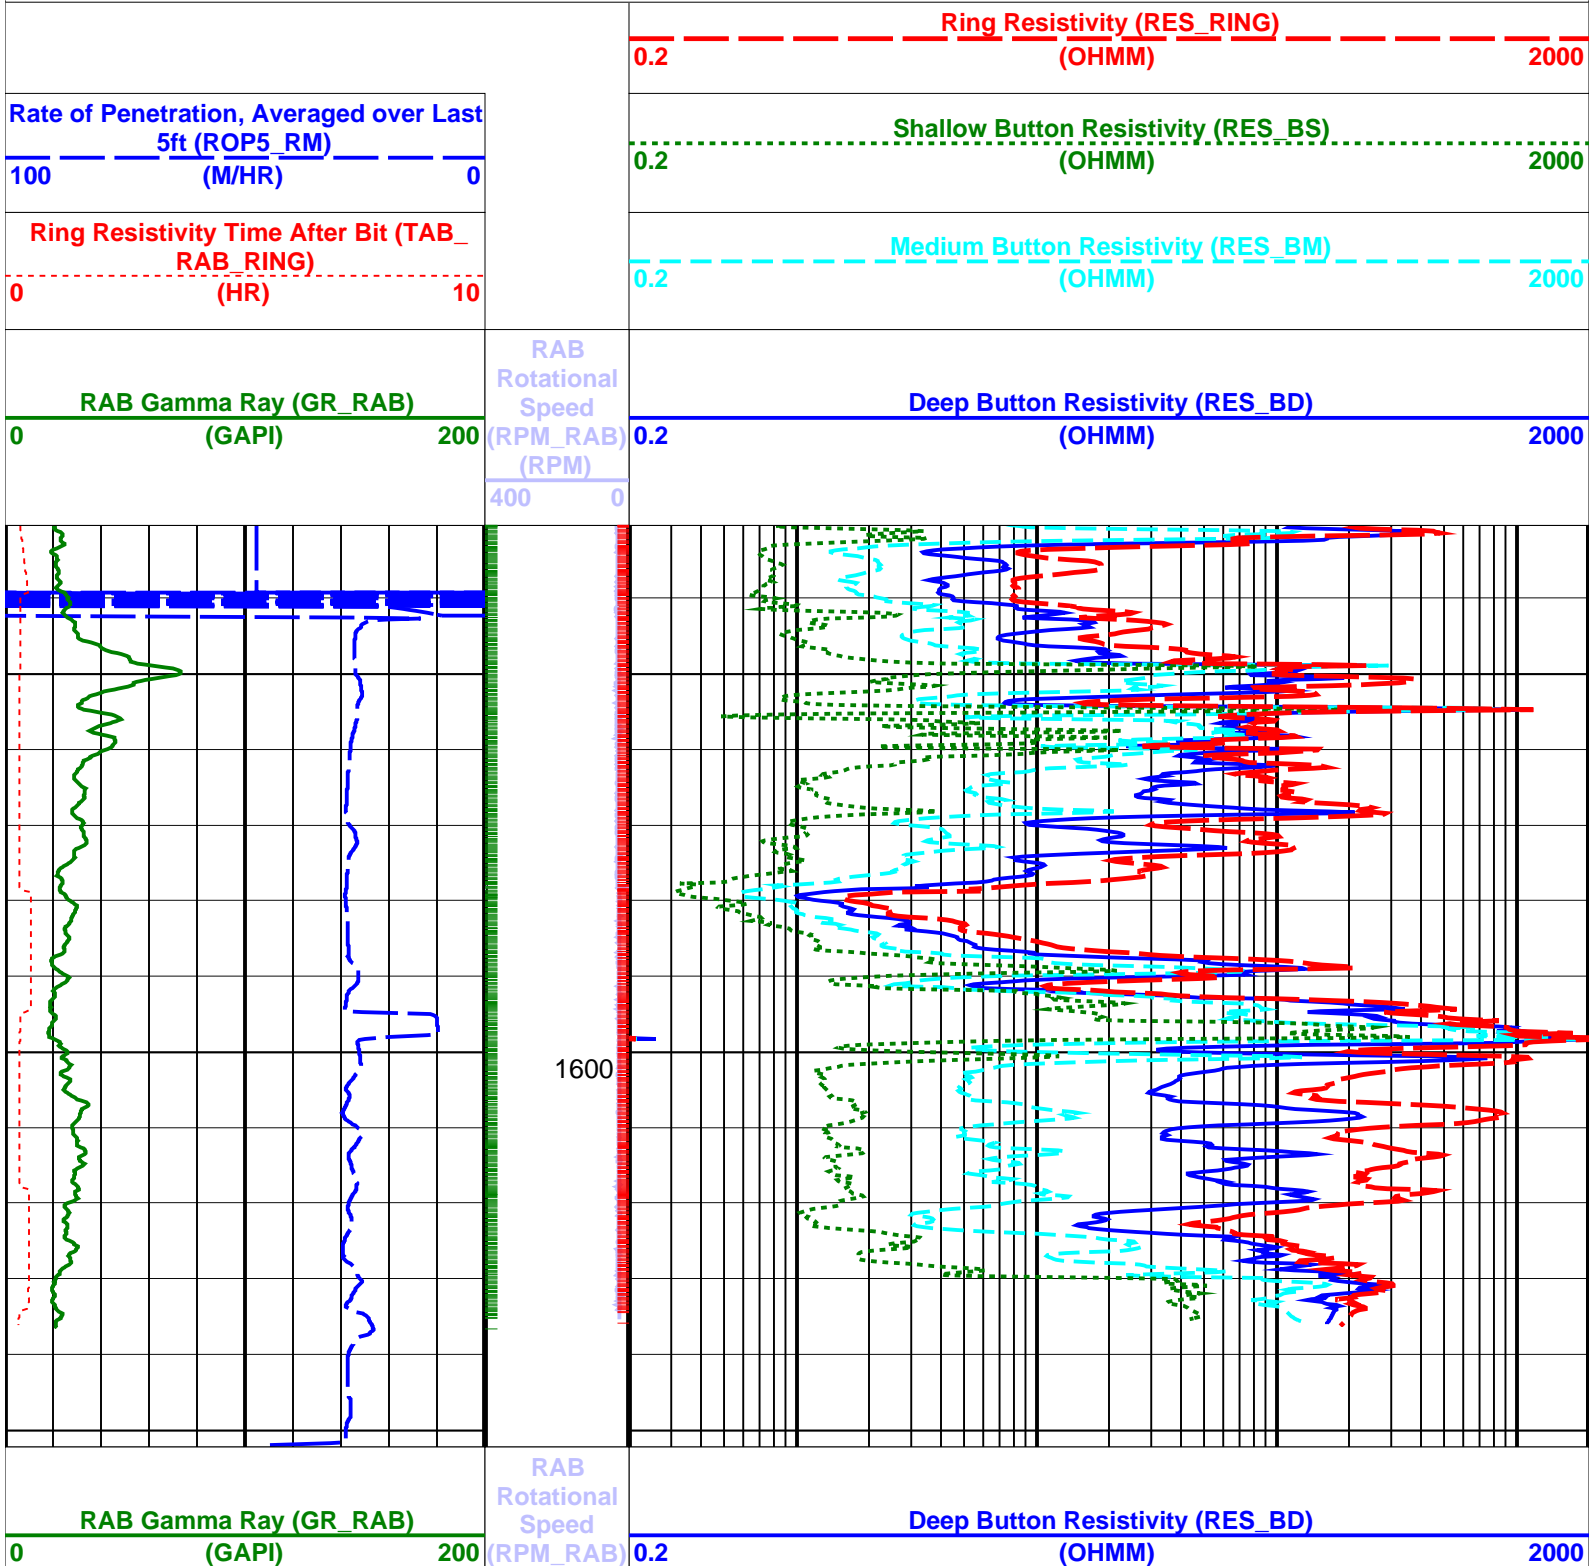 Ring Resistivity (RES_RING)
0.2 (OHMM) 2000
Rate of Penetration, Averaged over Last
5ft (ROP5_RM)
100 (M/HR) 0
Shallow Button Resistivity (RES_BS)
0.2 (OHMM) 2000
Ring Resistivity Time After Bit (TAB_
RAB_RING)
0 (HR) 10
Medium Button Resistivity (RES_BM)
0.2 (OHMM) 2000
RAB Gamma Ray (GR_RAB)
0 (GAPI) 200
RAB
Rotational
Speed
(RPM_RAB)
(RPM)
400 0
Deep Button Resistivity (RES_BD)
0.2 (OHMM) 2000
1600
RAB Gamma Ray (GR_RAB)
0 (GAPI) 200
RAB
Rotational
Speed
(RPM_RAB)
Deep Button Resistivity (RES_BD)
0.2 (OHMM) 2000